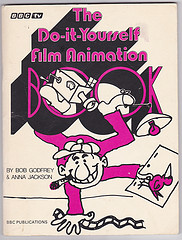 BBC TV
The
Do-it-Yourself
Film Animation
BOOK
BY BOB GODFREY
& ANNA JACKSON
BBC PUBLICATIONS